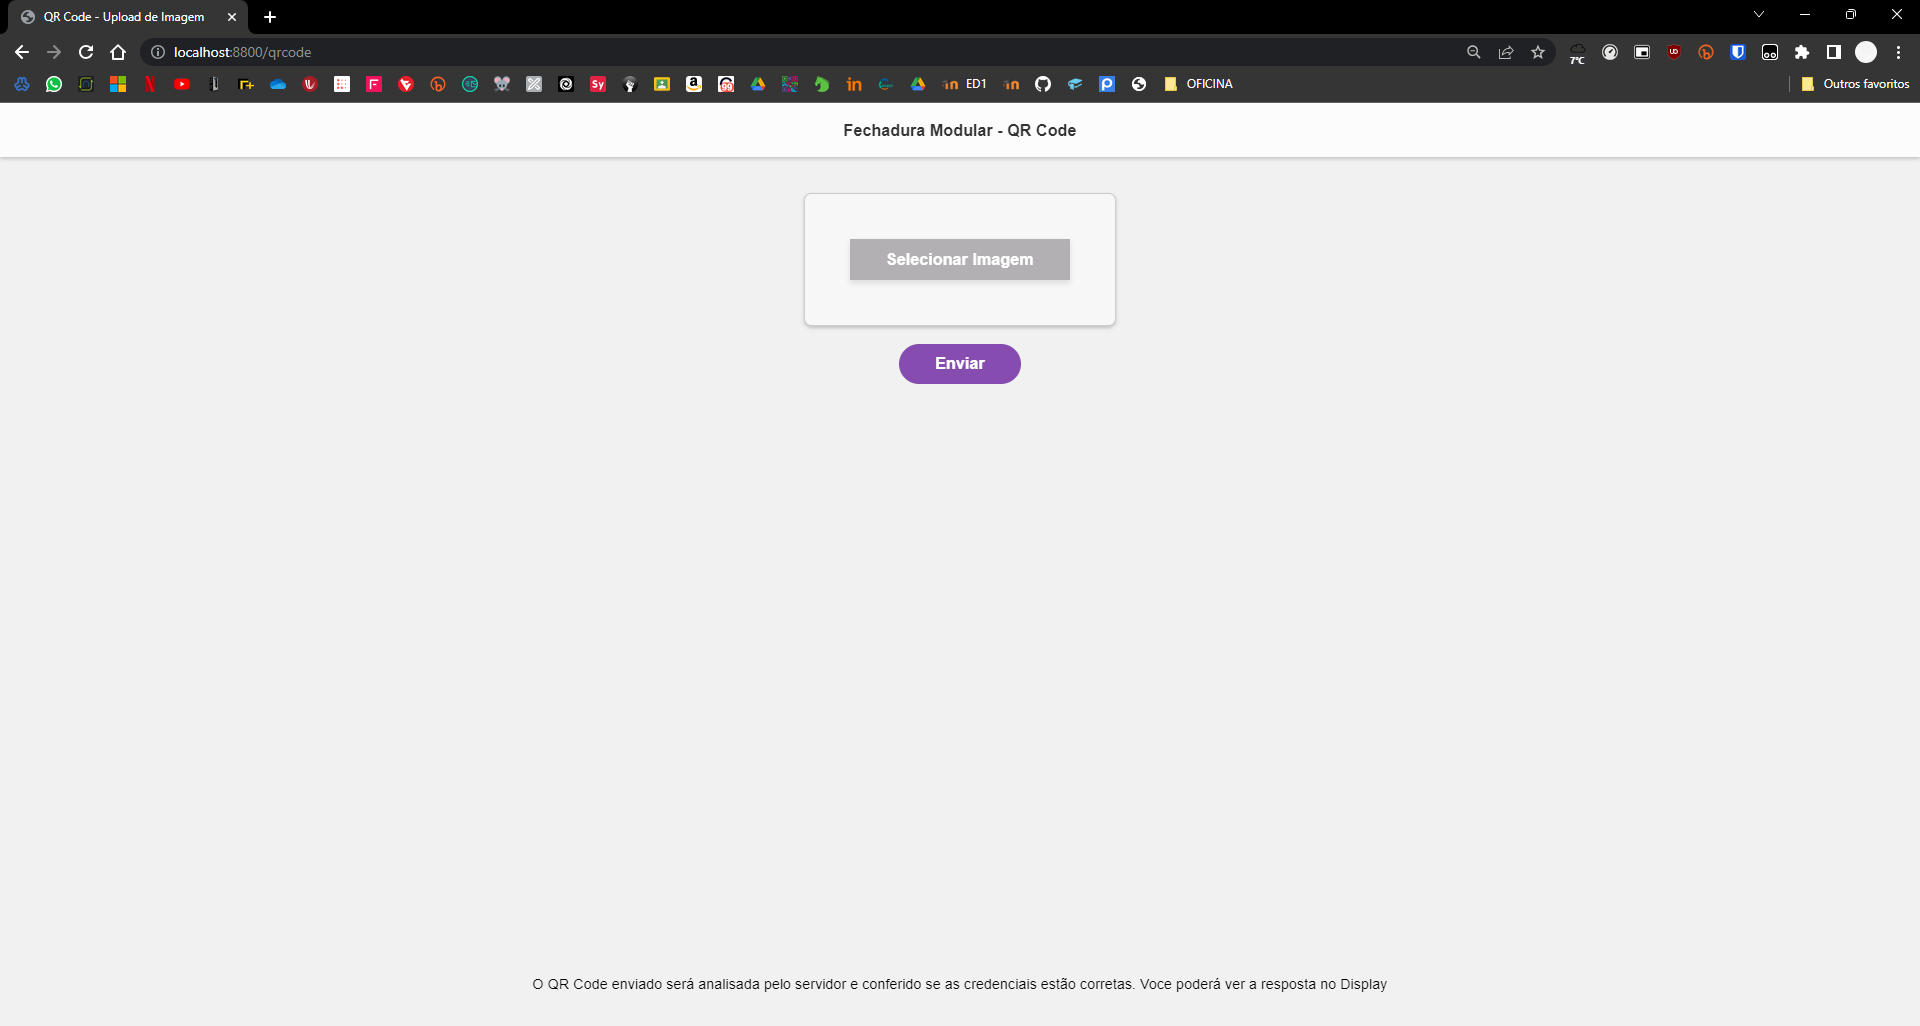 QR Code - Upload de Imagem
localhost:8800/qrcode
7°C
ED1
OFICINA
Outros favoritos
Fechadura Modular - QR Code
Selecionar Imagem
Enviar
O QR Code enviado será analisada pelo servidor e conferido se as credenciais estão corretas. Voce poderá ver a resposta no Display